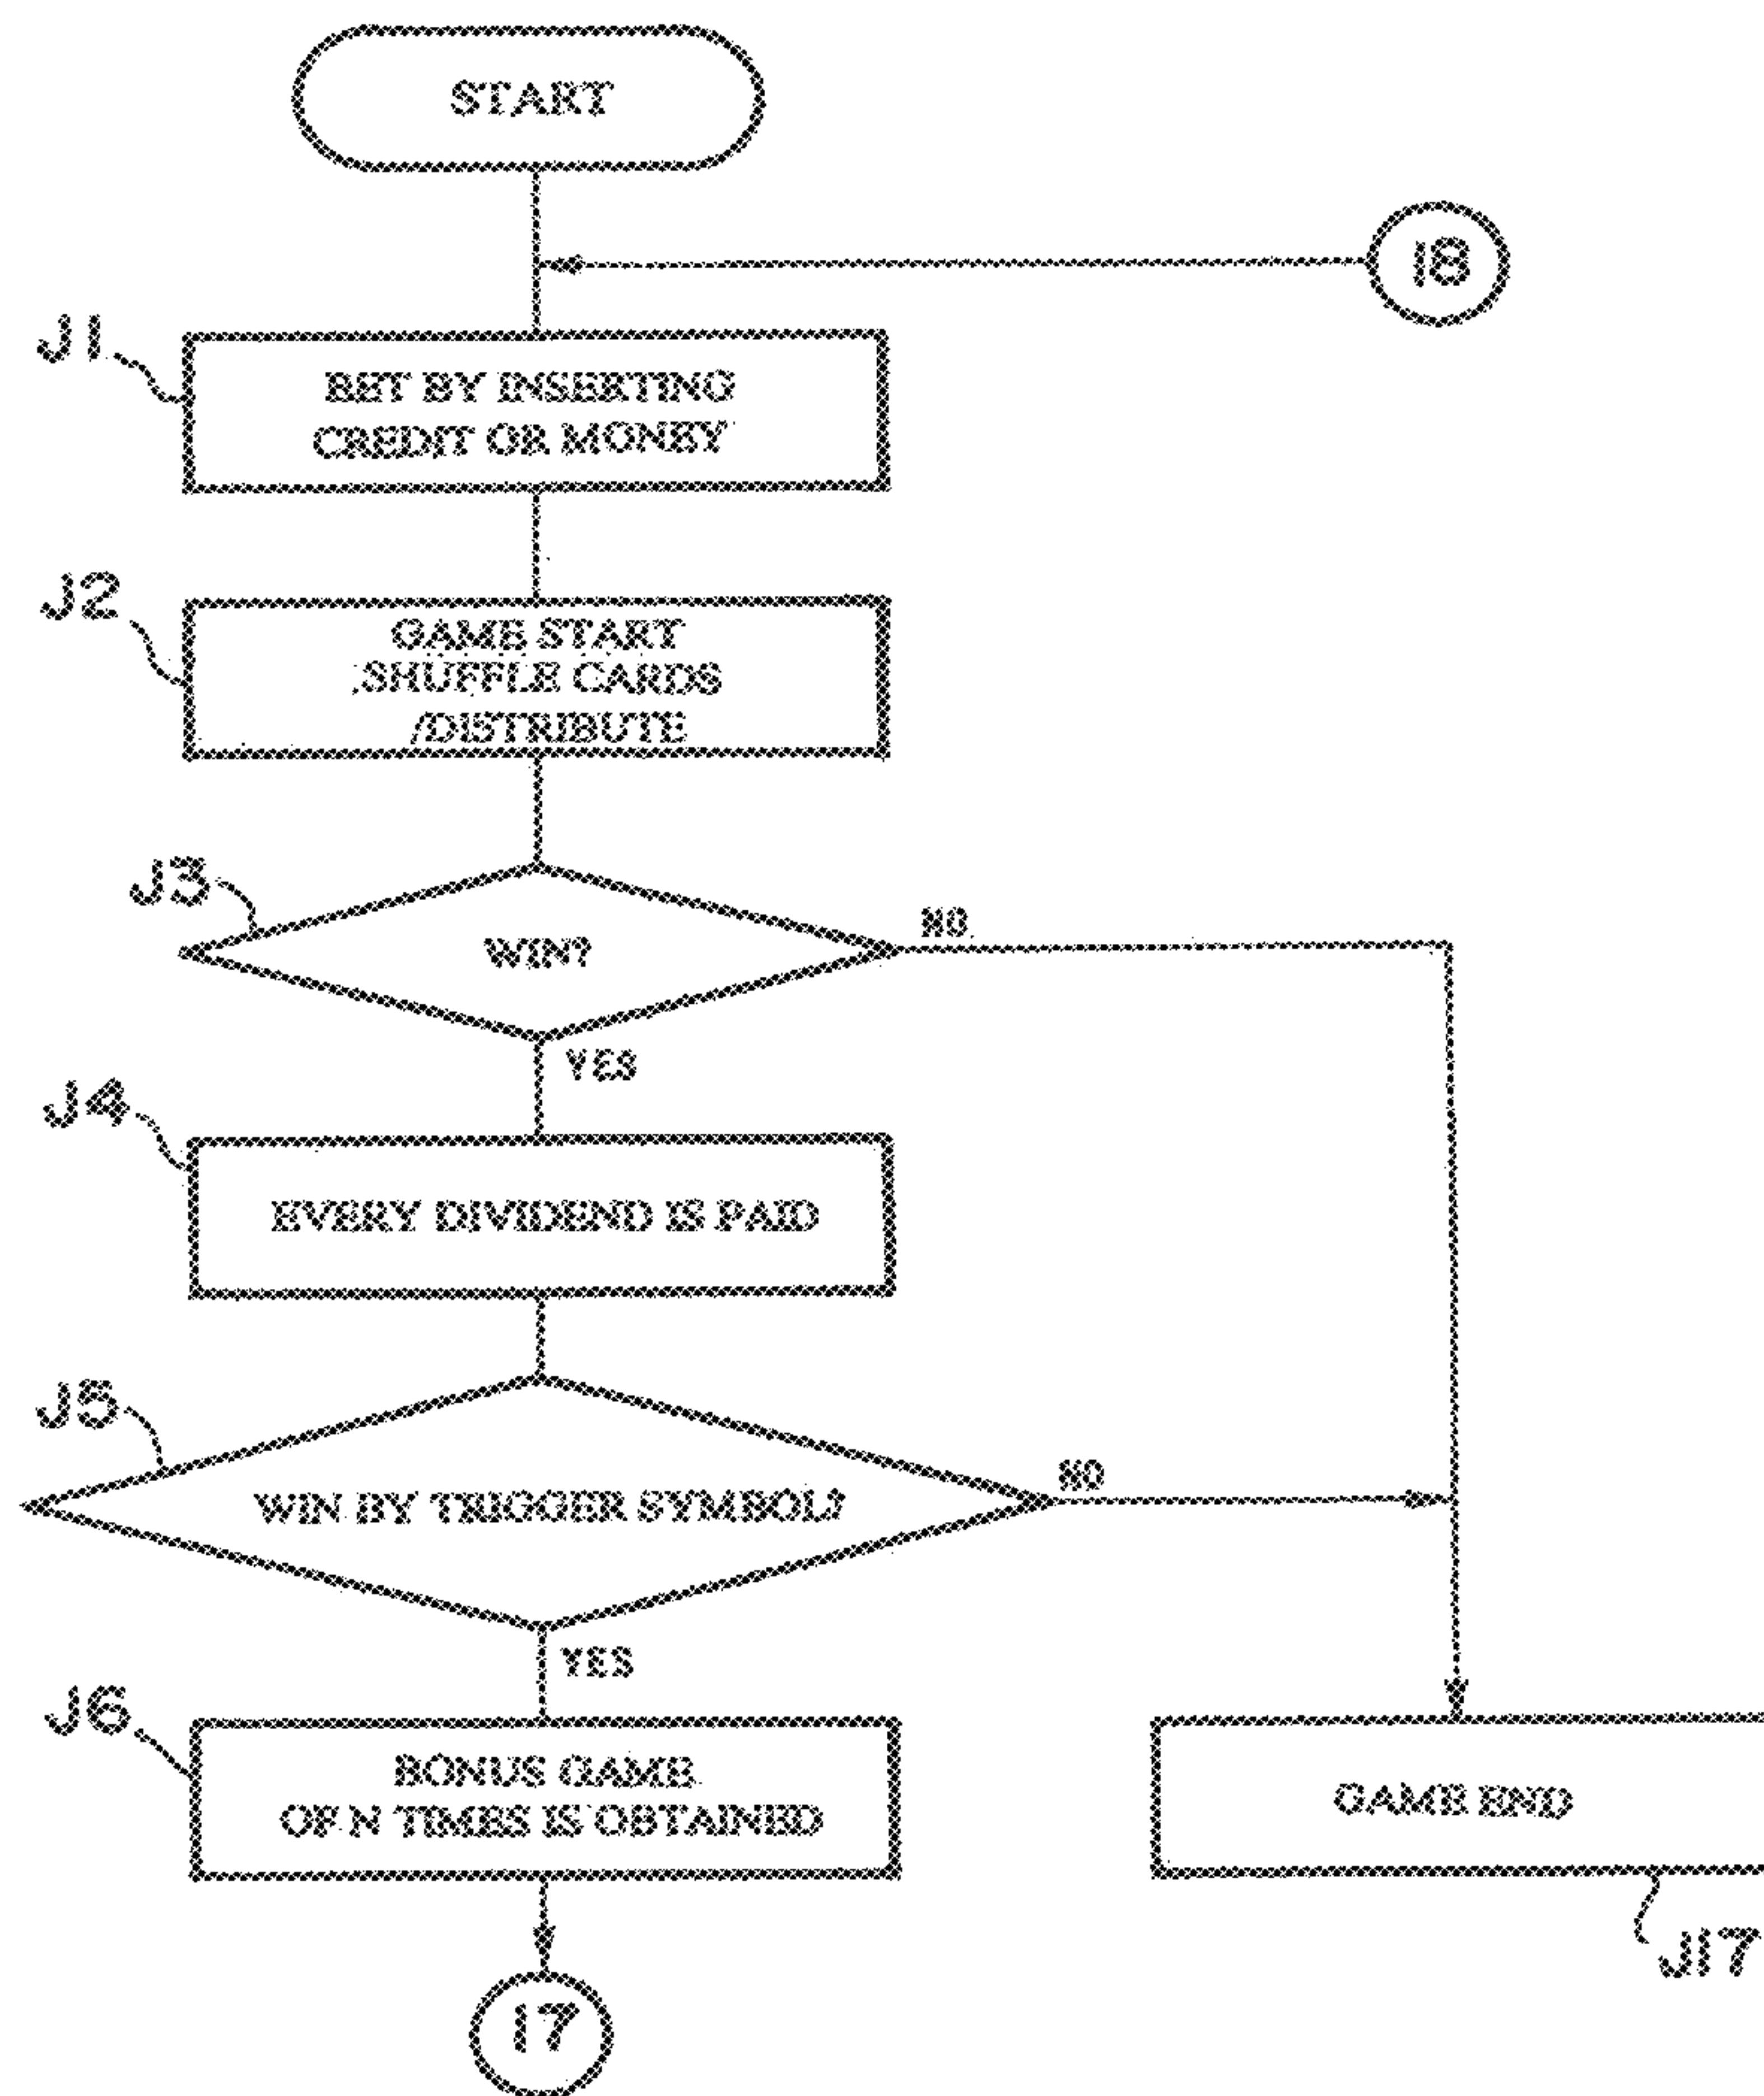 START
18
J1
BET BY INSERTING
CREDIT OR MONEY
J2
GAME START
SHUFFLE CARDS
/DISTRIBUTE
J3
WIN?
NO
YES
J4
EVERY DIVIDEND IS PAID
J5
WIN BY TRIGGER SYMBOL?
NO
YES
J6
BONUS GAME
OF N TIMES IS OBTAINED
GAME END
J17
17